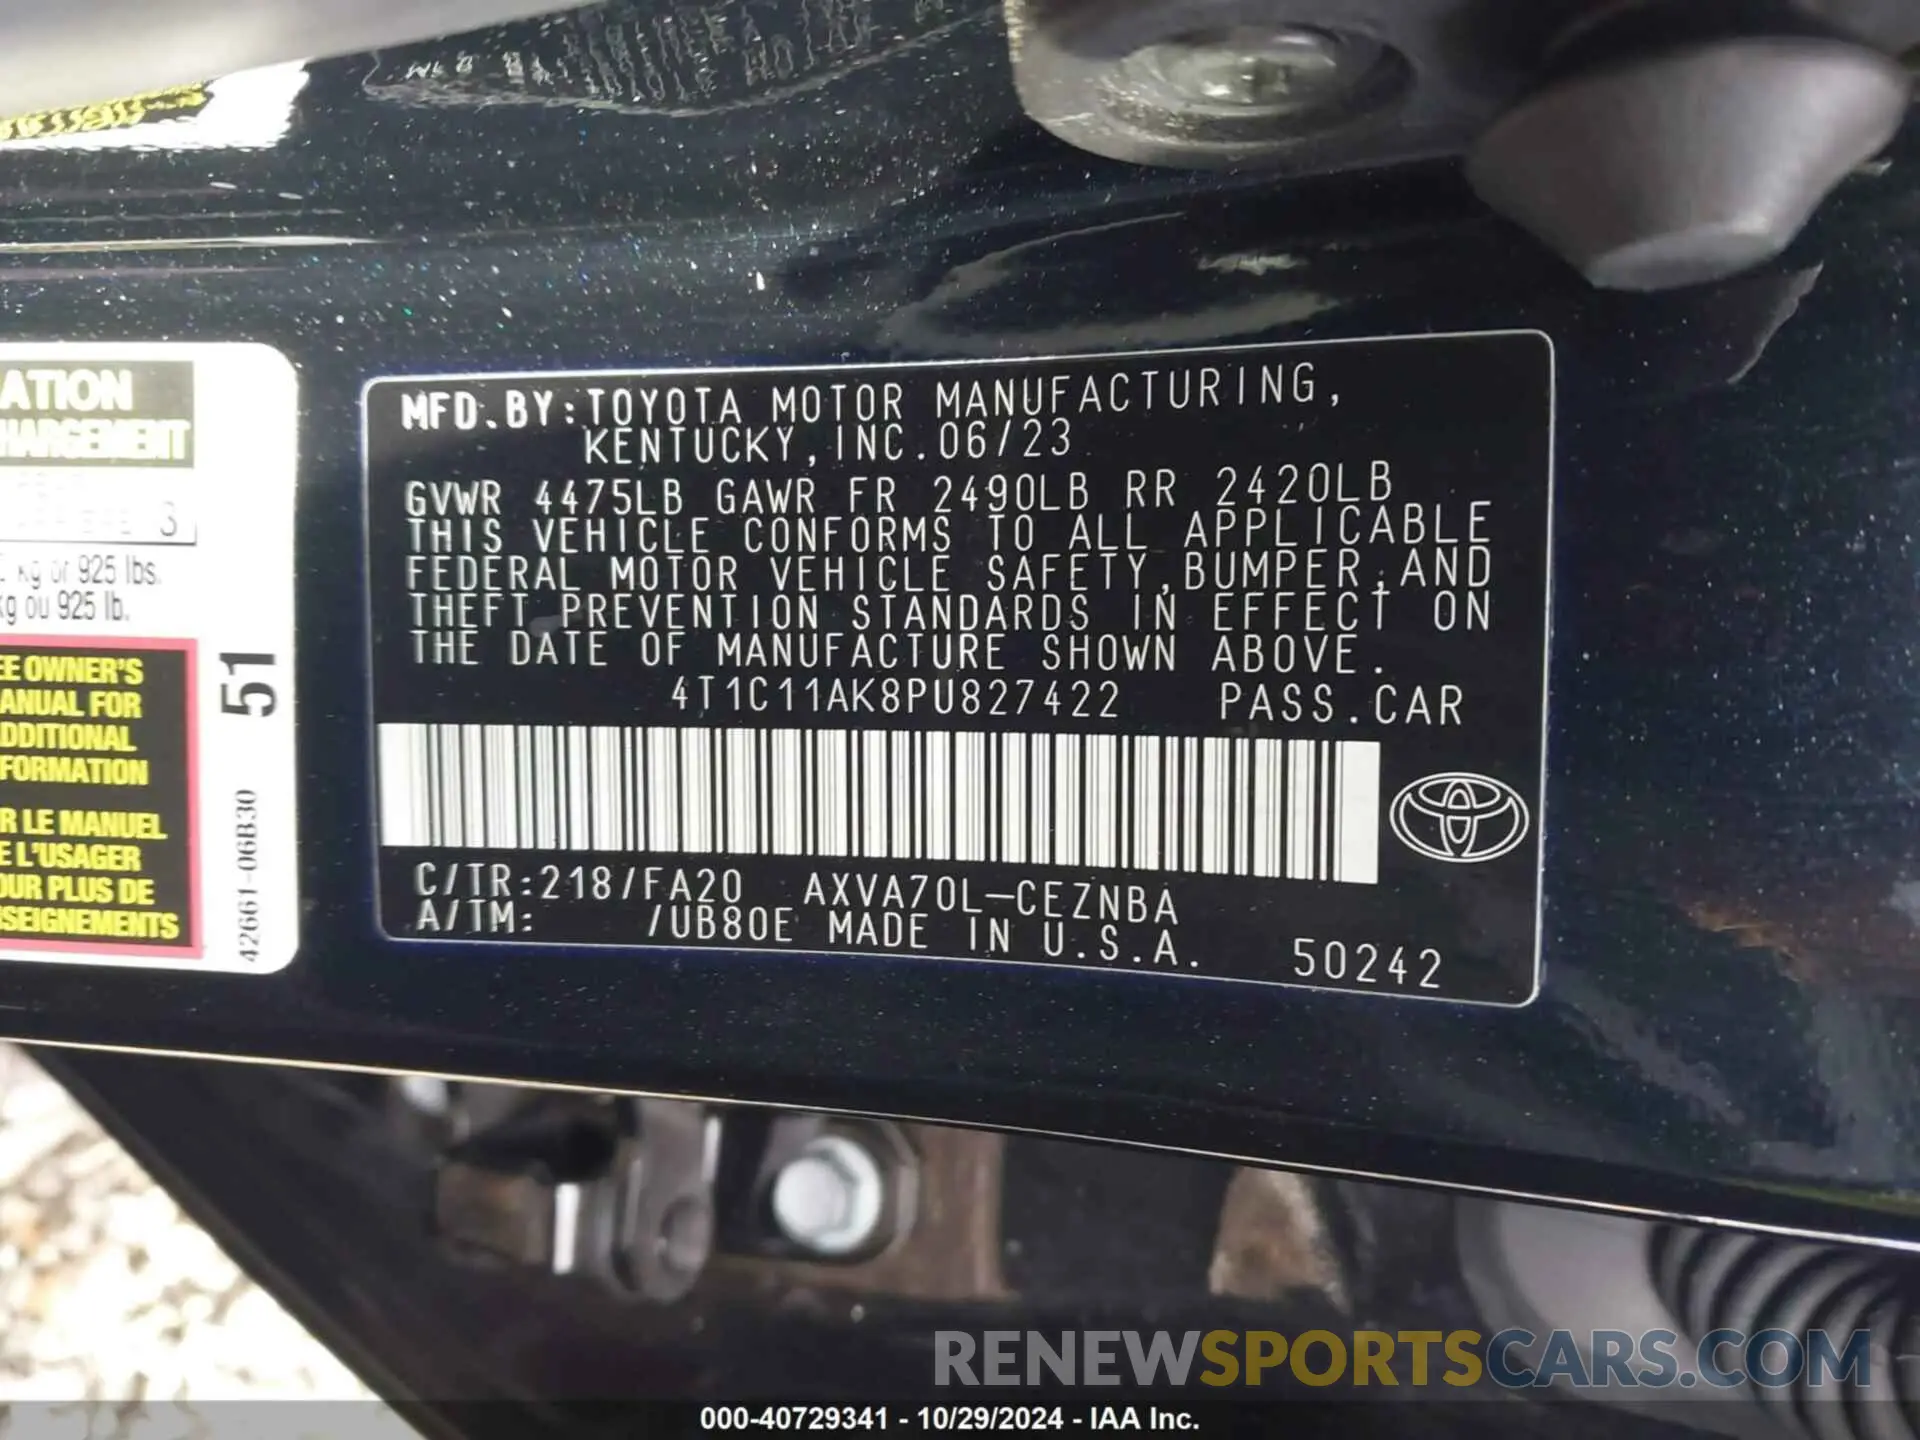 ATION
HARGEMENT
S
kg or 925 lbs.
kg ou 925 lb.
EE OWNER'S
ANUAL FOR
DDITIONAL
FORMATION
R LE MANUEL
E L'USAGER
OUR PLUS DE
SEIGNEMENTS
51
42661-06B30
MFD.BY:TOYOTA MOTOR MANUFACTURING,
KENTUCKY,INC.06/23
GVWR 4475LB GAWR FR 2490LB RR 2420LB
THIS VEHICLE CONFORMS TO ALL APPLICABLE
FEDERAL MOTOR VEHICLE SAFETY,BUMPER,AND
THEFT PREVENTION STANDARDS IN EFFECT ON
THE DATE OF MANUFACTURE SHOWN ABOVE.
4T1C11AK8PU827422 PASS.CAR
C/TR:218/FA20 AXVA70L-CEZNBA
A/TM: /UB80E MADE IN U.S.A. 50242
RENEWSPORTSCARS.COM
000-40729341 - 10/29/2024 - IAA Inc.